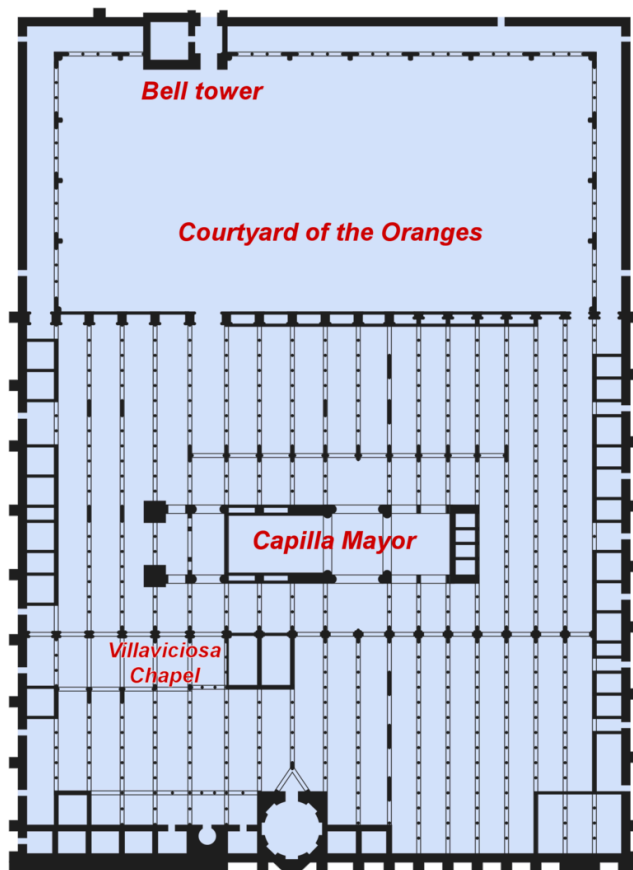 Bell tower
Courtyard of the Oranges
Capilla Mayor
Villaviciosa
Chapel